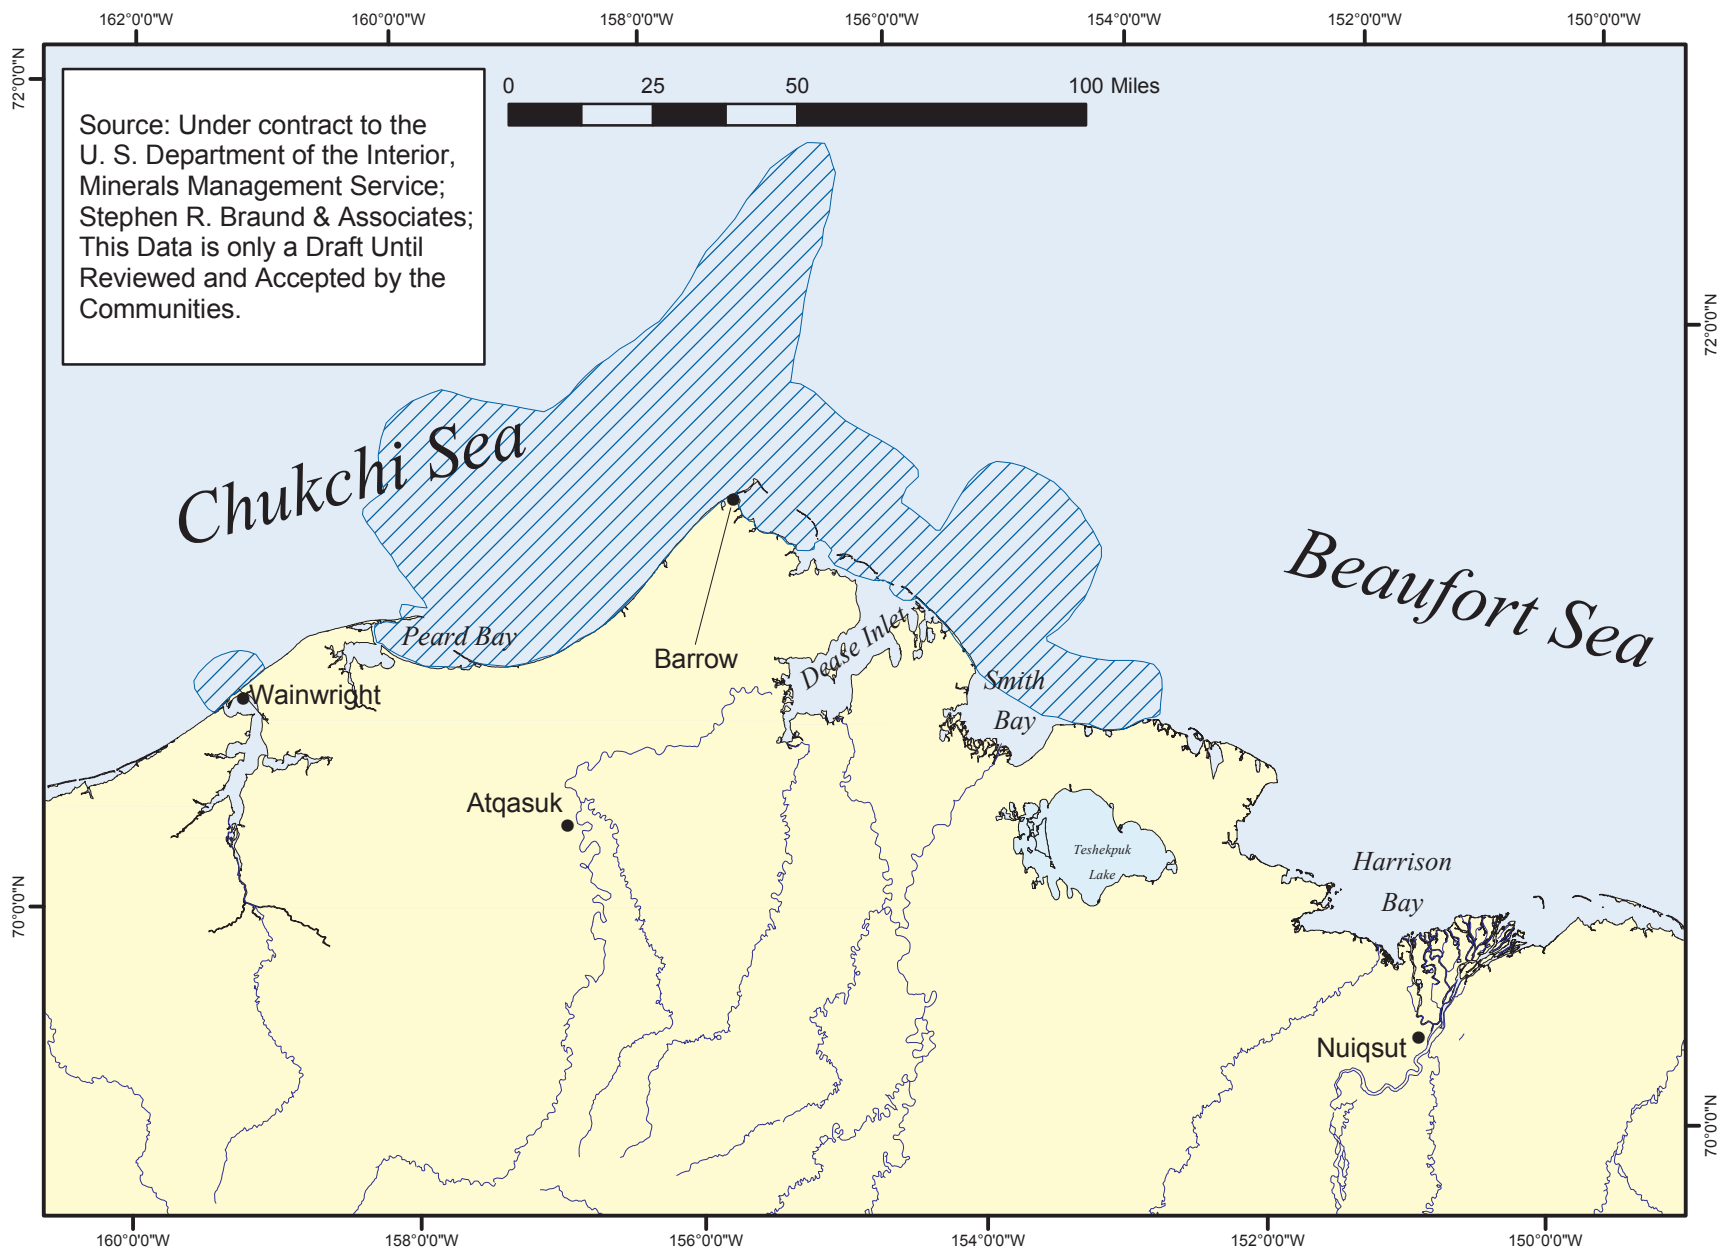 162°0'0"W 160°0'0"W 158°0'0"W 156°0'0"W 154°0'0"W 152°0'0"W 150°0'0"W
72°0'0"N
0 25 50 100 Miles
Source: Under contract to the
U. S. Department of the Interior,
Minerals Management Service;
Stephen R. Braund & Associates;
This Data is only a Draft Until
Reviewed and Accepted by the
Communities.
72°0'0"N
Chukchi Sea
Beaufort Sea
Peard Bay
Barrow
Dease Inlet
Smith
Bay
Wainwright
Atqasuk
Teshekpuk
Lake
Harrison
Bay
70°0'0"N
Nuiqsut
70°0'0"N
160°0'0"W 158°0'0"W 156°0'0"W 154°0'0"W 152°0'0"W 150°0'0"W